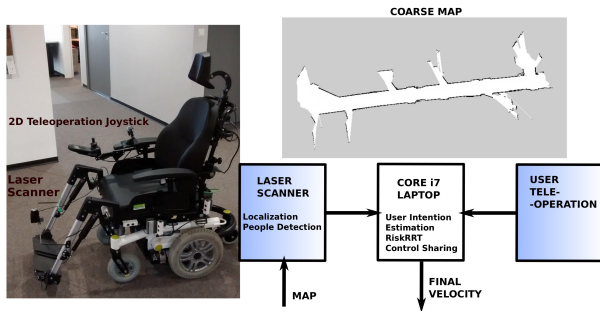 COARSE MAP
2D Teleoperation Joystick
Laser
Scanner
LASER
SCANNER
Localization
People Detection
CORE i7
LAPTOP
User Intention
Estimation
RiskRRT
Control Sharing
USER
TELE-
-OPERATION
MAP
FINAL
VELOCITY